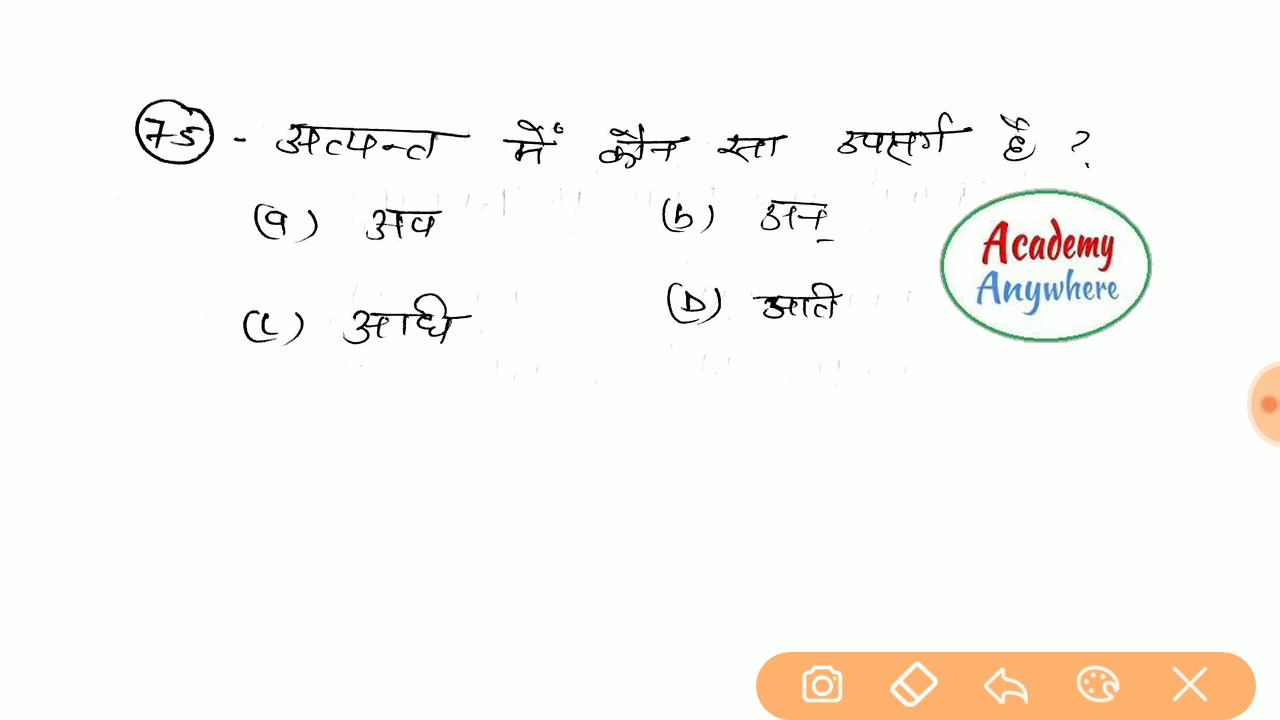 75 - अत्यन्त में कौन सा उपसर्ग है ?
(a) अव (b) अन्
(C) अधि (D) अति
Academy
Anywhere